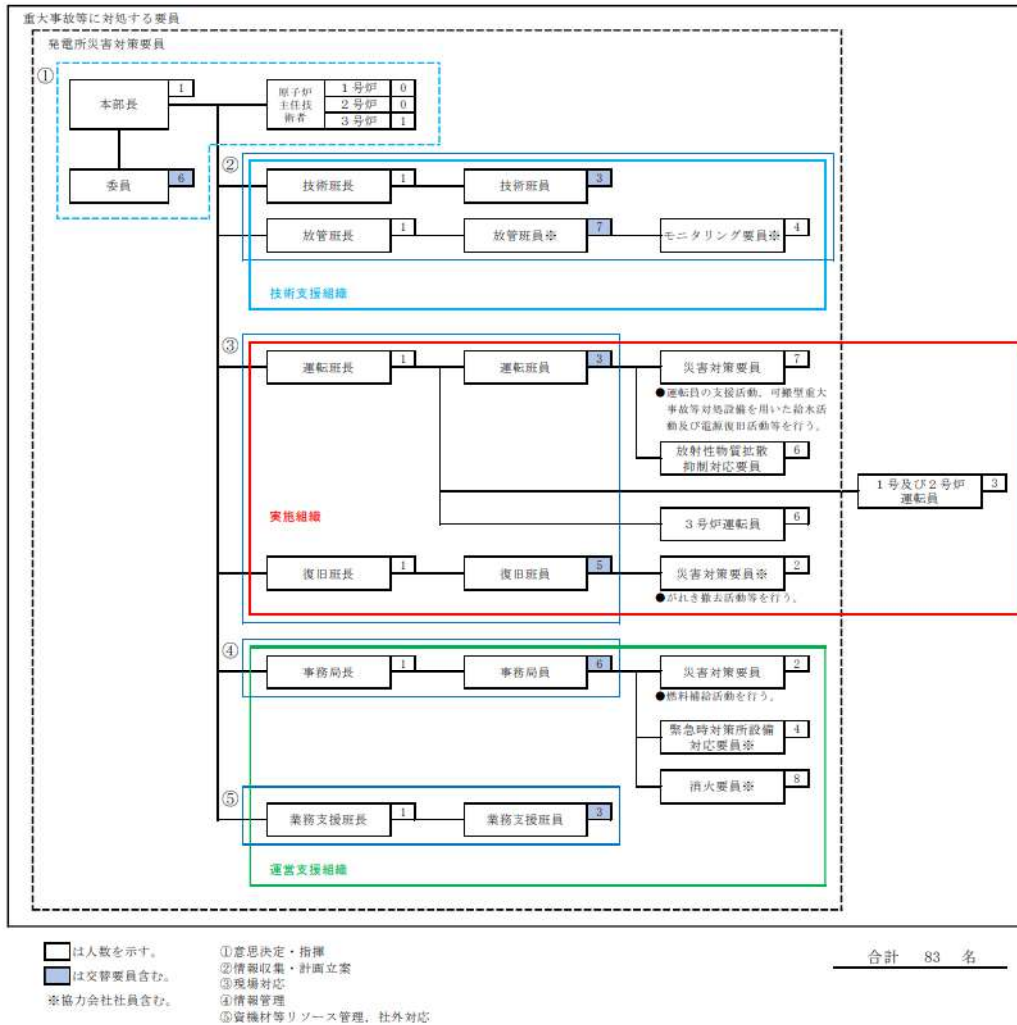 重大事故等に対処する要員
発電所災害対策要員
①
本部長
1
原子炉
主任技
術者
1号炉 0
2号炉 0
3号炉 1
委員
6
②
技術班長
1
技術班員
3
放管班長
1
放管班員※
7
モニタリング要員※
4
技術支援組織
③
運転班長
1
運転班員
3
災害対策要員
7
●運転員の支援活動、可搬型重大
事故等対処設備を用いた給水活
動及び電源復旧活動等を行う。
放射性物質拡散
抑制対応要員
6
1号及び2号炉
運転員
3
実施組織
3号炉運転員
6
復旧班長
1
復旧班員
5
災害対策要員※
2
●がれき撤去活動等を行う。
④
事務局長
1
事務局員
6
災害対策要員
2
●燃料補給活動を行う。
緊急時対策所設備
対応要員※
4
消火要員※
8
⑤
業務支援班長
1
業務支援班員
3
運営支援組織
は人数を示す。
は交替要員含む。
※協力会社社員含む。
①意思決定・指揮
②情報収集・計画立案
③現場対応
④情報管理
⑤資機材等リソース管理、社外対応
合計 83 名